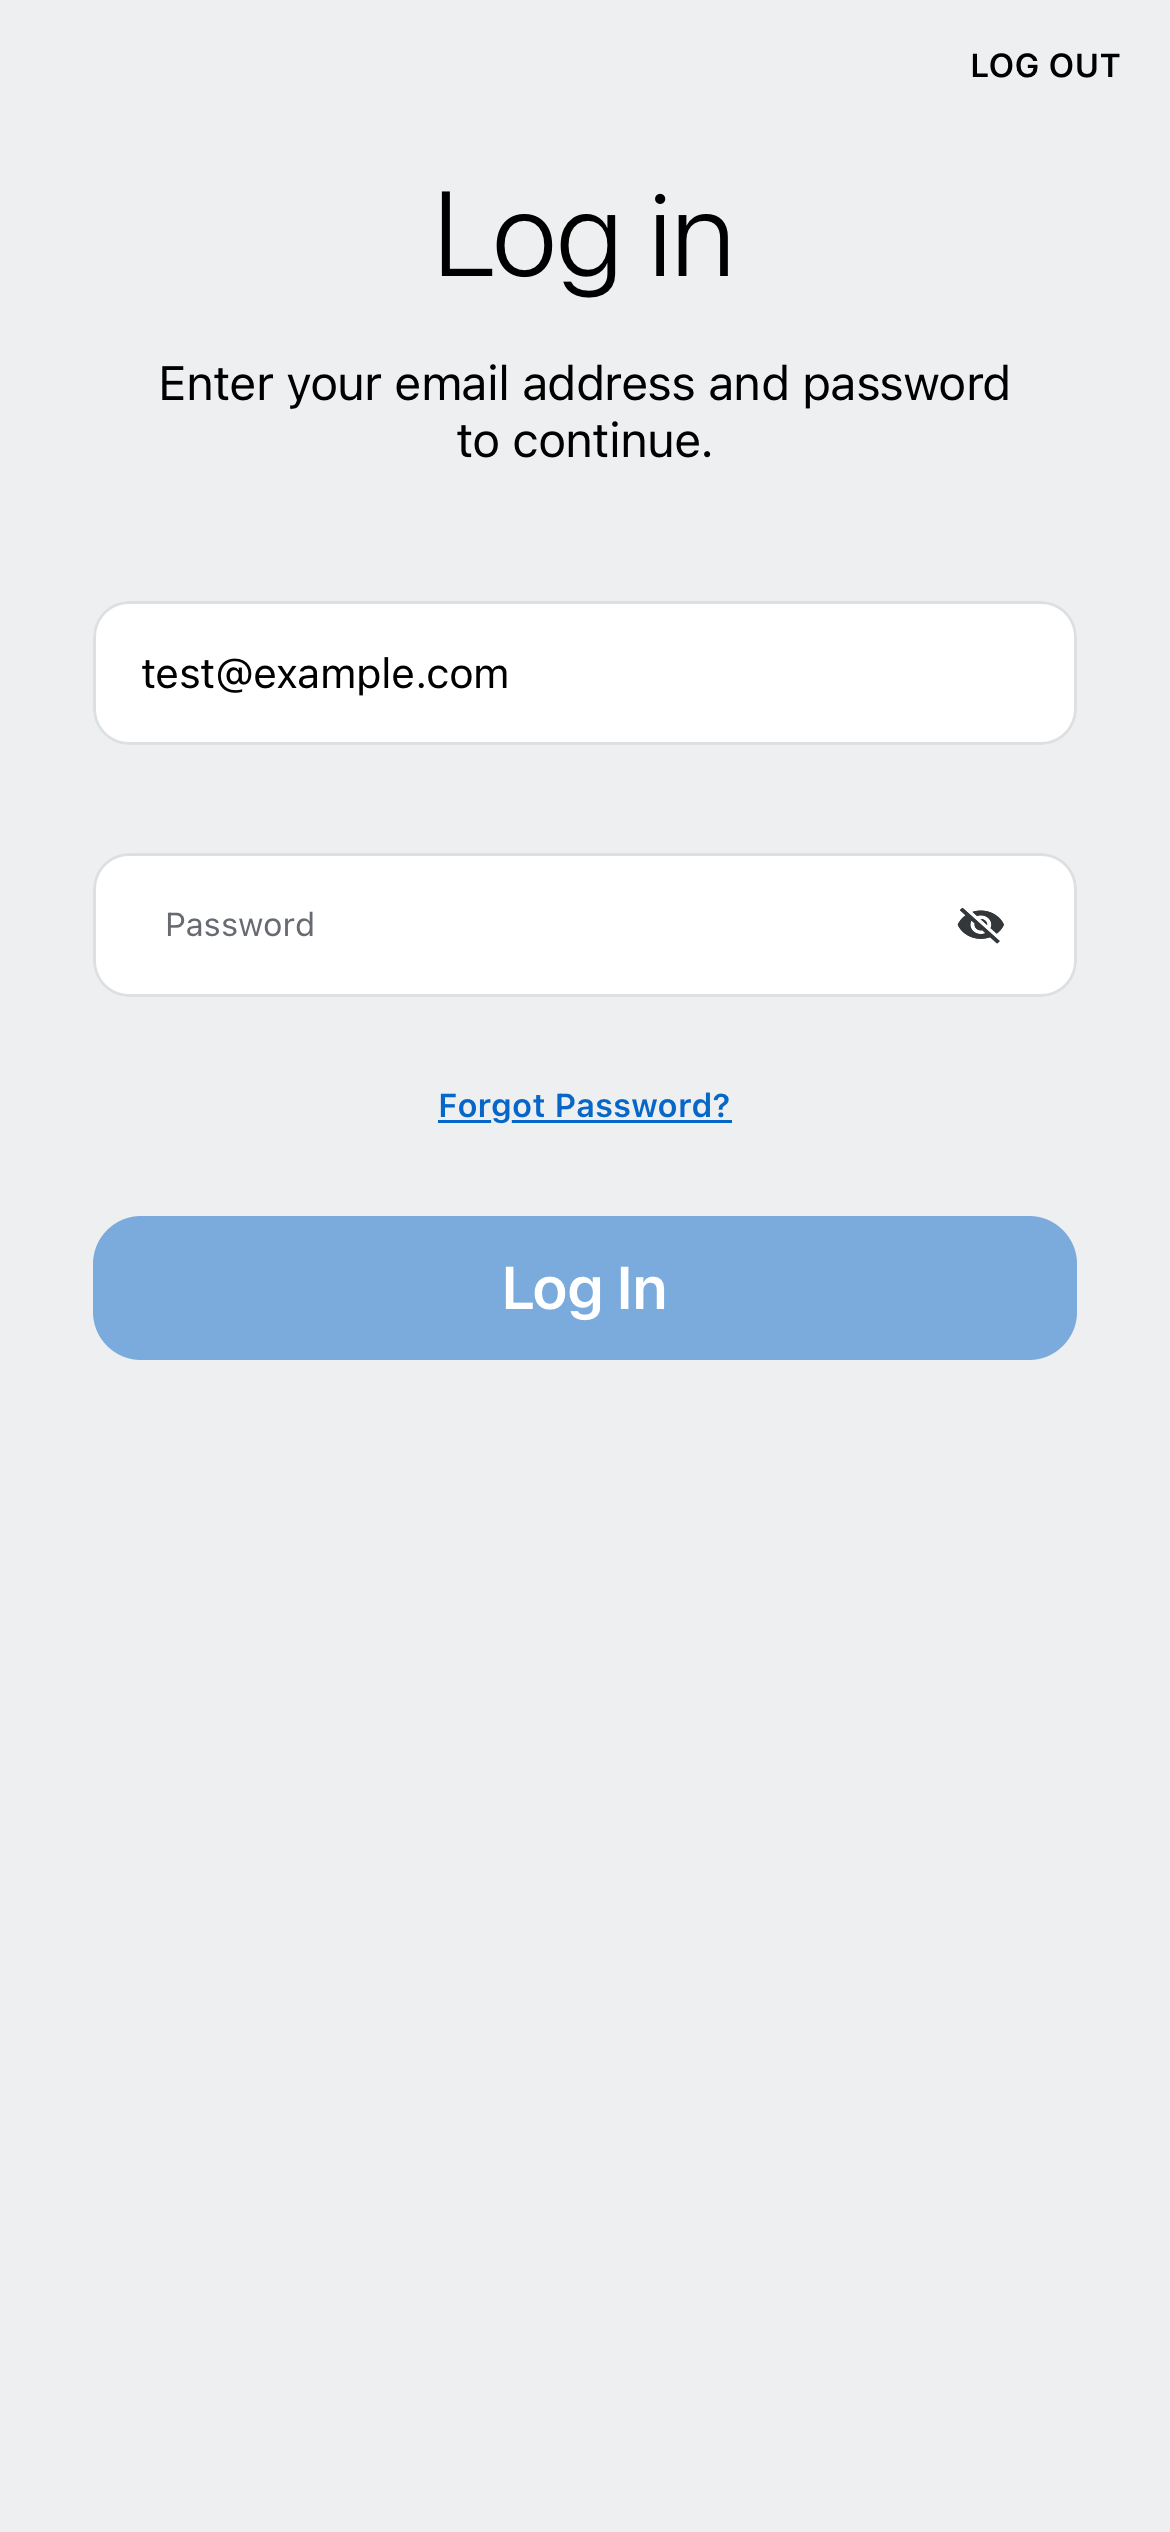 LOG OUT
Log in
Enter your email address and password
to continue.
test@example.com
Password
Forgot Password?
Log In